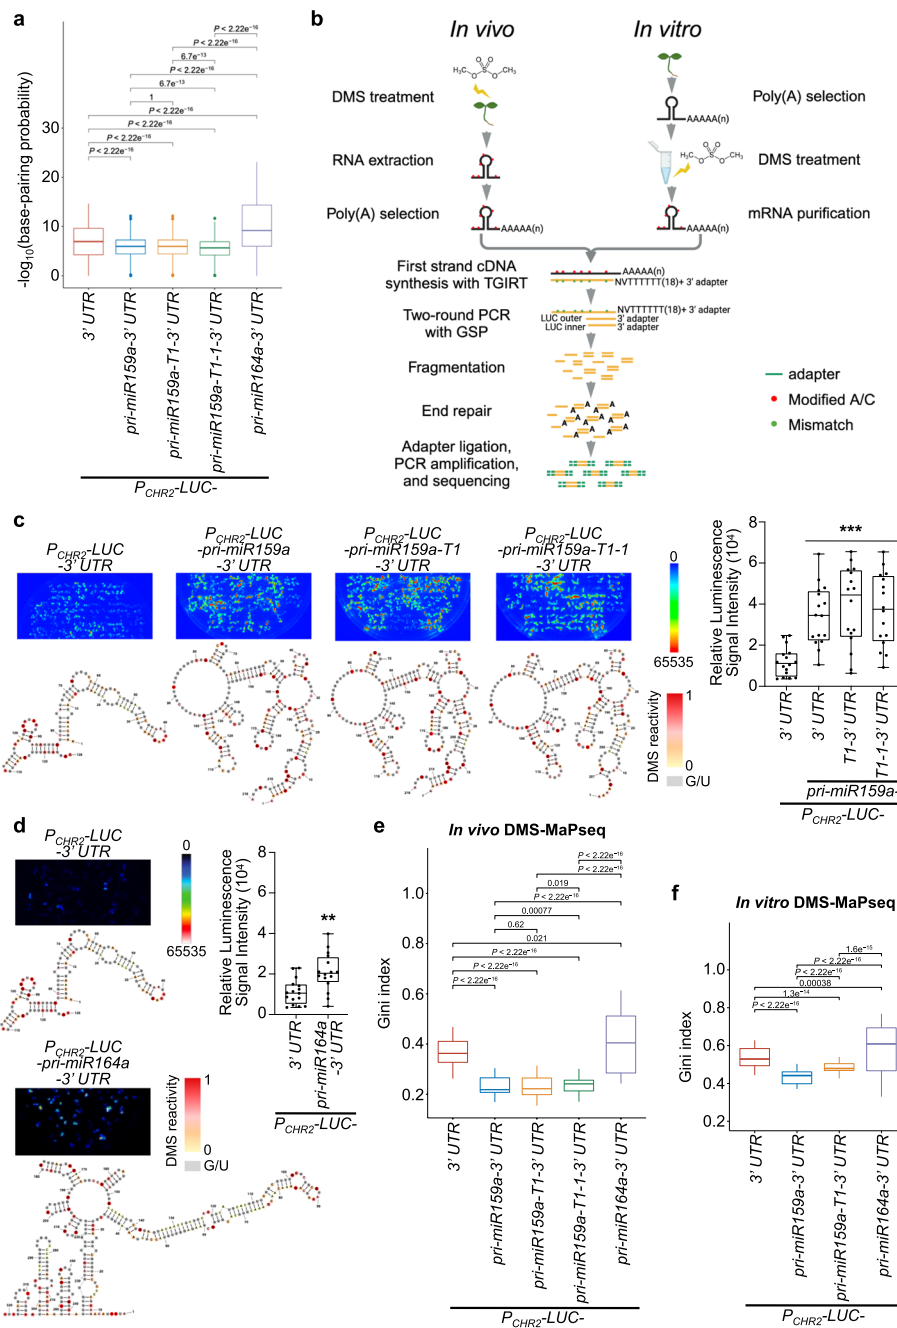 a
P < 2.22e−16
P < 2.22e−16
6.7e−13
P < 2.22e−16
6.7e−13
1
P < 2.22e−16
P < 2.22e−16
P < 2.22e−16
P < 2.22e−16
-log10(base-pairing probability)
30
20
10
0
3' UTR
pri-miR159a-3' UTR
pri-miR159a-T1-3' UTR
pri-miR159a-T1-1-3' UTR
pri-miR164a-3' UTR
PCHR2-LUC-
b
In vivo
In vitro
DMS treatment
RNA extraction
Poly(A) selection
AAAAA(n)
Poly(A) selection
AAAAA(n)
DMS treatment
mRNA purification
AAAAA(n)
First strand cDNA
synthesis with TGIRT
AAAAA(n)
NVTTTTTT(18)+ 3' adapter
Two-round PCR
with GSP
NVTTTTTT(18)+ 3' adapter
LUC outer 3' adapter
LUC inner 3' adapter
Fragmentation
End repair
Adapter ligation,
PCR amplification,
and sequencing
adapter
Modified A/C
Mismatch
c
PCHR2-LUC
-3' UTR
PCHR2-LUC
-pri-miR159a
-3' UTR
PCHR2-LUC
-pri-miR159a-T1
-3' UTR
PCHR2-LUC
-pri-miR159a-T1-1
-3' UTR
0
65535
DMS reactivity
1
0
G/U
Relative Luminescence
Signal Intensity (10⁴)
8
6
4
2
0
***
3' UTR
3' UTR
T1-3' UTR
T1-1-3' UTR
pri-miR159a-
PCHR2-LUC-
d
PCHR2-LUC
-3' UTR
0
65535
PCHR2-LUC
-pri-miR164a
-3' UTR
DMS reactivity
1
0
G/U
Relative Luminescence
Signal Intensity (10⁴)
8
6
4
2
0
**
3' UTR
pri-miR164a
-3' UTR
PCHR2-LUC-
e
In vivo DMS-MaPseq
P < 2.22e−16
P < 2.22e−16
0.019
P < 2.22e−16
0.00077
0.62
0.021
P < 2.22e−16
P < 2.22e−16
P < 2.22e−16
Gini index
1.0
0.8
0.6
0.4
0.2
3' UTR
pri-miR159a-3' UTR
pri-miR159a-T1-3' UTR
pri-miR159a-T1-1-3' UTR
pri-miR164a-3' UTR
PCHR2-LUC-
f
In vitro DMS-MaPseq
1.6e−15
P < 2.22e−16
P < 2.22e−16
0.00038
1.3e−14
P < 2.22e−16
Gini index
1.0
0.8
0.6
0.4
0.2
3' UTR
pri-miR159a-3' UTR
pri-miR159a-T1-3' UTR
pri-miR164a-3' UTR
PCHR2-LUC-